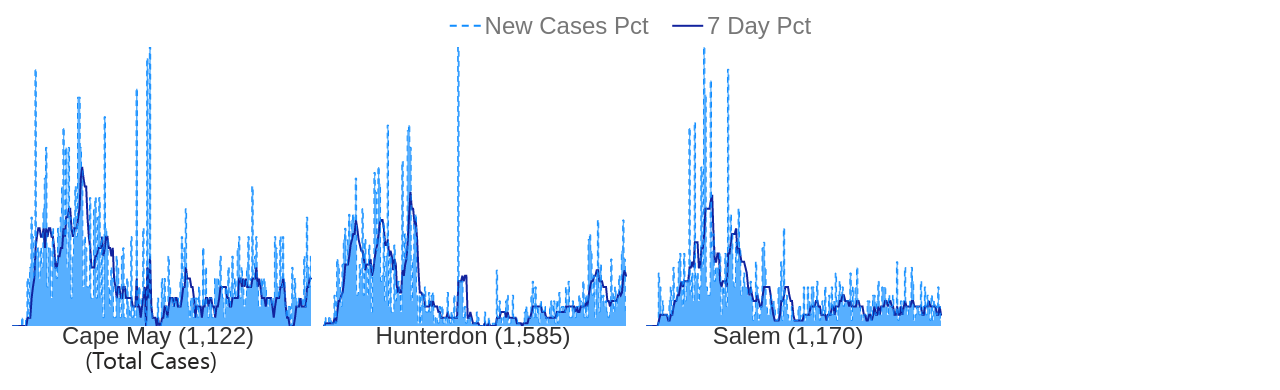 New Cases Pct 7 Day Pct
Cape May (1,122) Hunterdon (1,585) Salem (1,170)
(Total Cases)